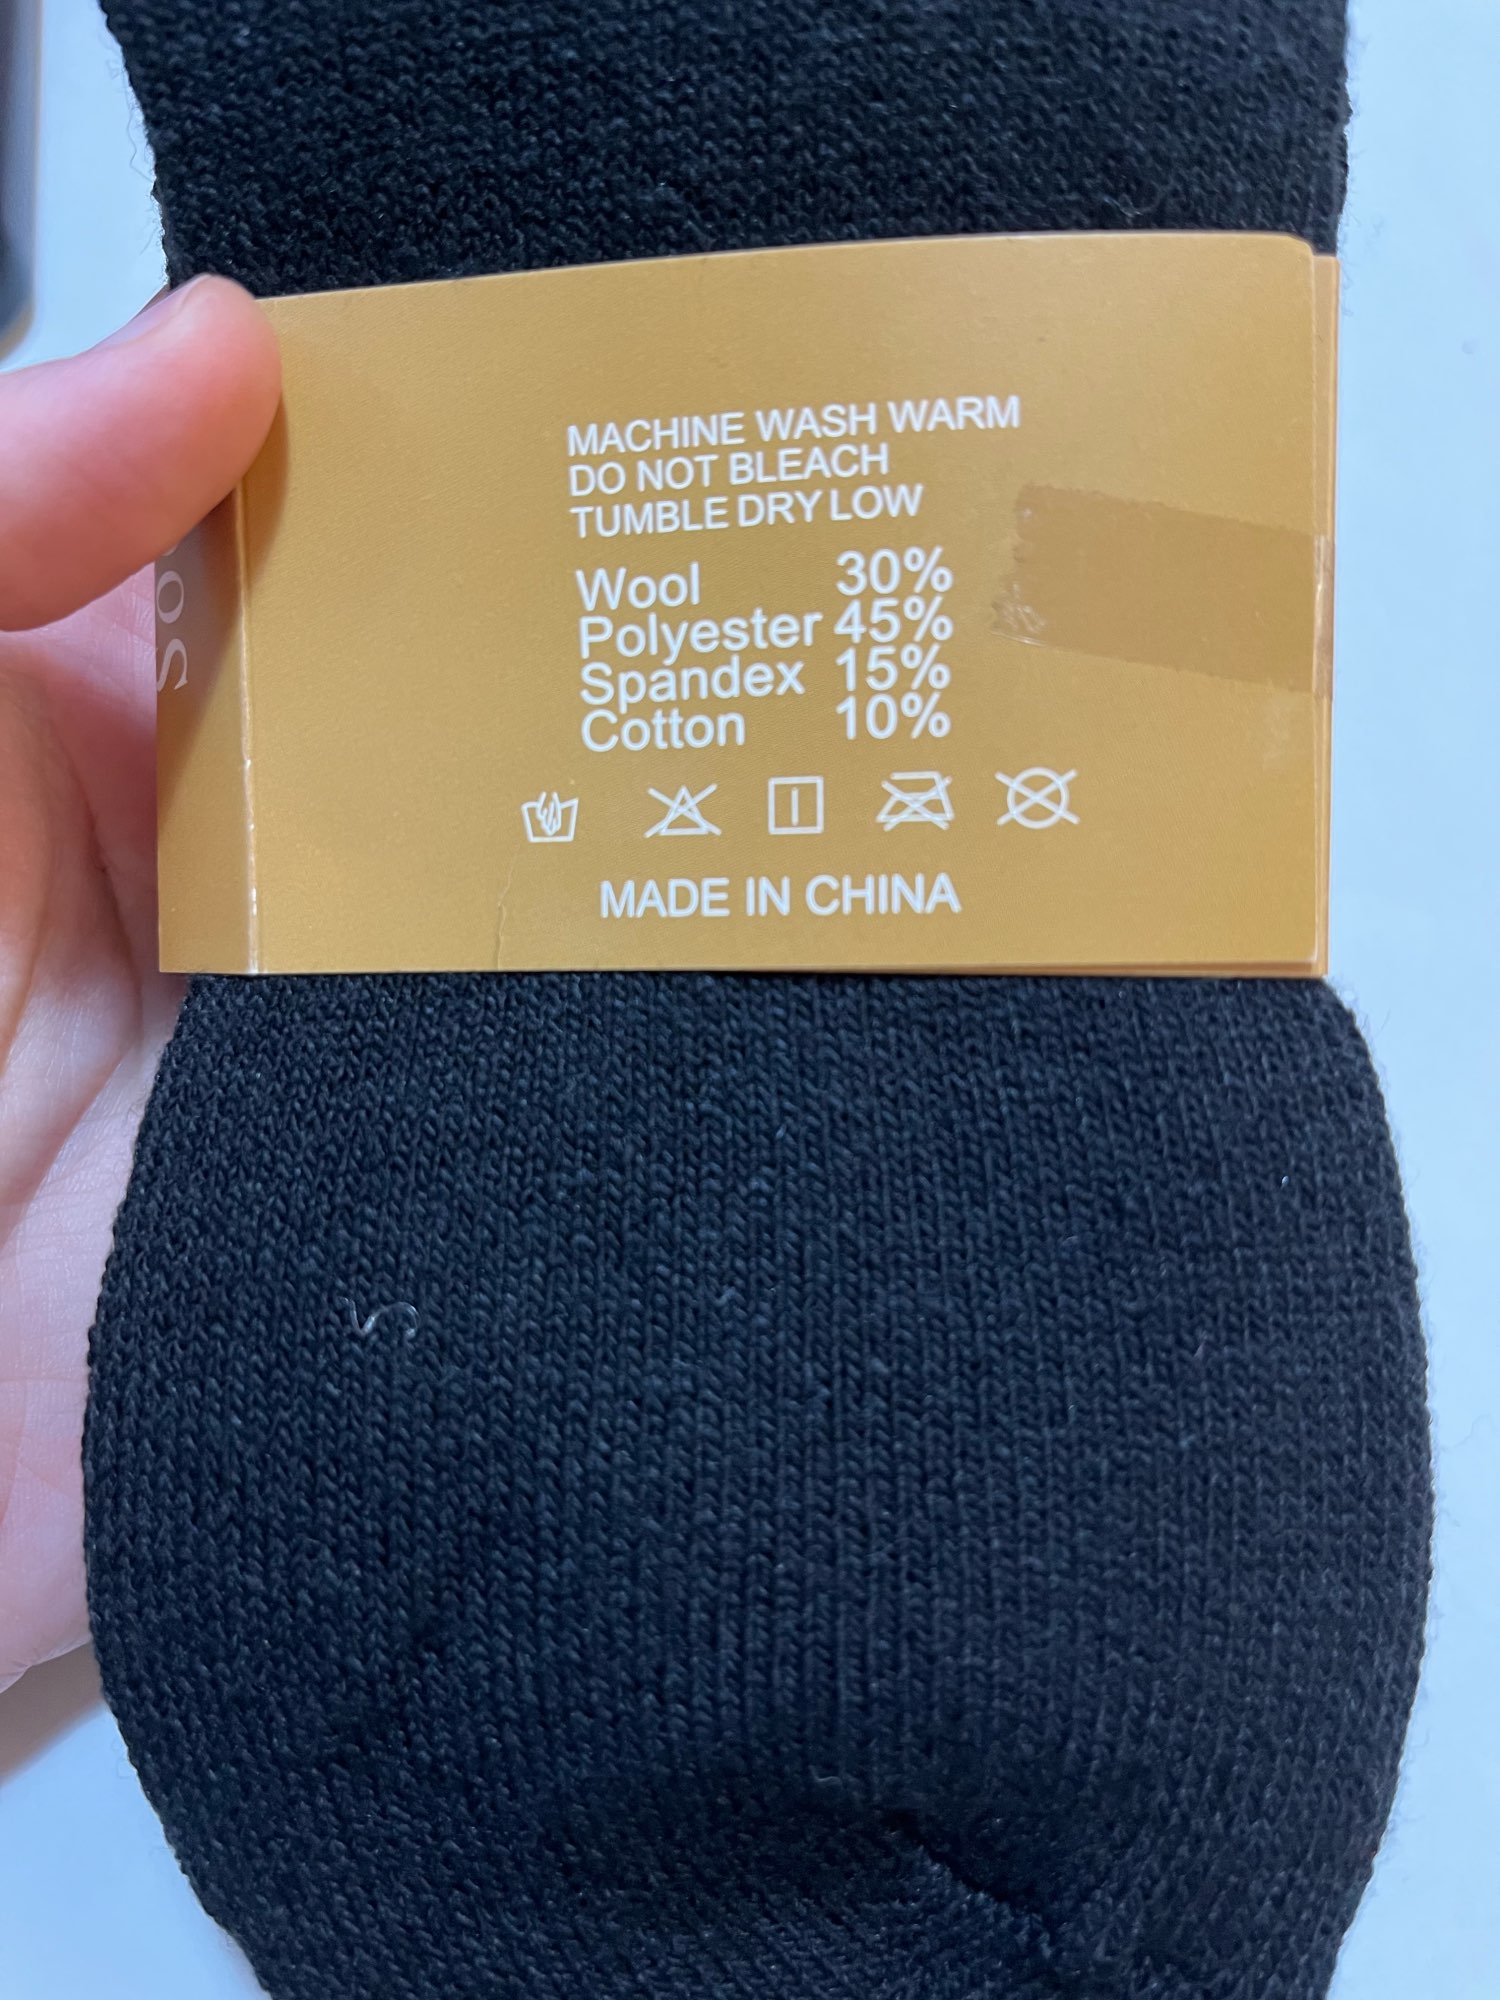 MACHINE WASH WARM
DO NOT BLEACH
TUMBLE DRY LOW
Wool 30%
Polyester 45%
Spandex 15%
Cotton 10%
MADE IN CHINA